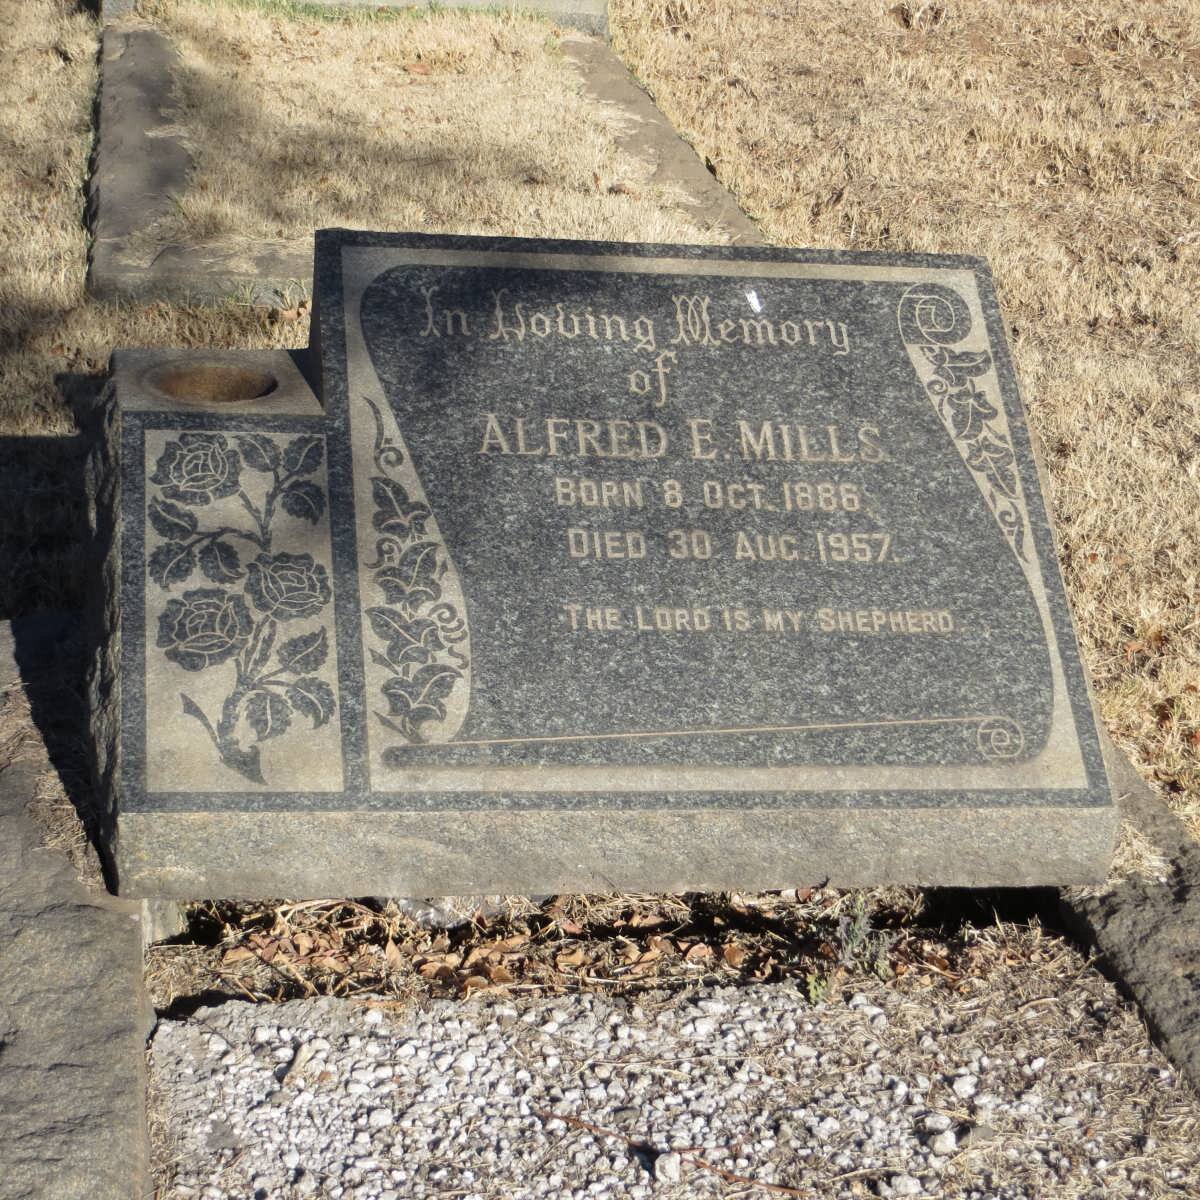 In Loving Memory
of
ALFRED E. MILLS.
BORN 8 OCT. 1886.
DIED 30 AUG. 1957.
THE LORD IS MY SHEPHERD.